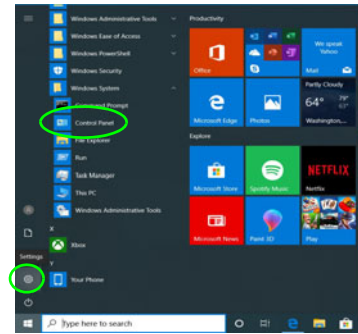 Windows Administrative Tools
Windows Ease of Access
Windows PowerShell
Windows Security
Windows System
Command Prompt
Control Panel
File Explorer
Run
Task Manager
This PC
Windows Administrative Tools
X
Xbox
Y
Your Phone
Settings
Type here to search
Productivity
Office
We speak
Yahoo
Mail
Microsoft Edge
Photos
Partly Cloudy
64°
79°
Washington,...
Explore
Microsoft Store
Spotify Music
NETFLIX
Netflix
Microsoft News
Paint 3D
Play